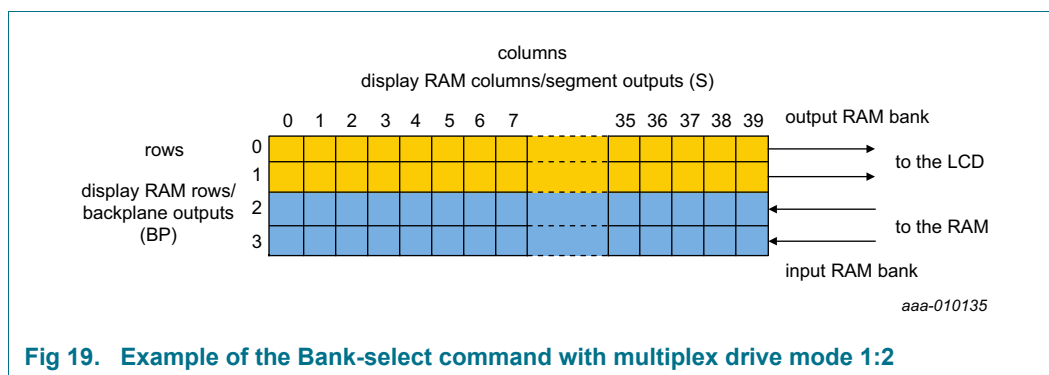 columns
display RAM columns/segment outputs (S)
0 1 2 3 4 5 6 7 35 36 37 38 39 output RAM bank
rows 0
to the LCD
1
display RAM rows/
backplane outputs
(BP)
2
to the RAM
3
input RAM bank
aaa-010135
Fig 19. Example of the Bank-select command with multiplex drive mode 1:2